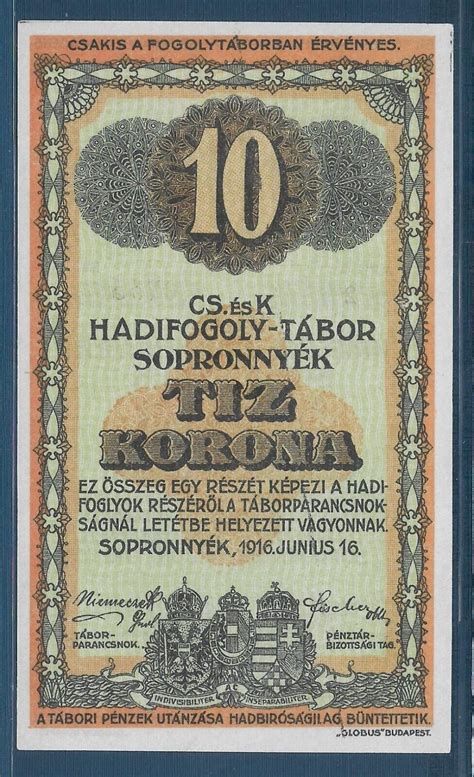 CSAKIS A FOGOLYTÁBORBAN ÉRVÉNYES.
10
CS. és K
HADIFOGOLY-TÁBOR
SOPRONNYÉK
TIZ
KORONA
EZ ÖSSZEG EGY RÉSZÉT KÉPEZI A HADI-
FOGLYOK RÉSZÉRŐL A TÁBORPARANCSNOK-
SÁGNÁL LETÉTBE HELYEZETT VAGYONNAK.
SOPRONNYÉK, 1916. JUNIUS 16.
Niemeczek
TÁBOR-
PARANCSNOK.
PÉNZTÁR-
BIZOTTSÁGI TAG.
INDIVISIBILITER AC INSEPARABILITER
A TÁBORI PÉNZEK UTÁNZÁSA HADBIRÓSÁGILAG BÜNTETTETIK.
„GLOBUS" BUDAPEST.